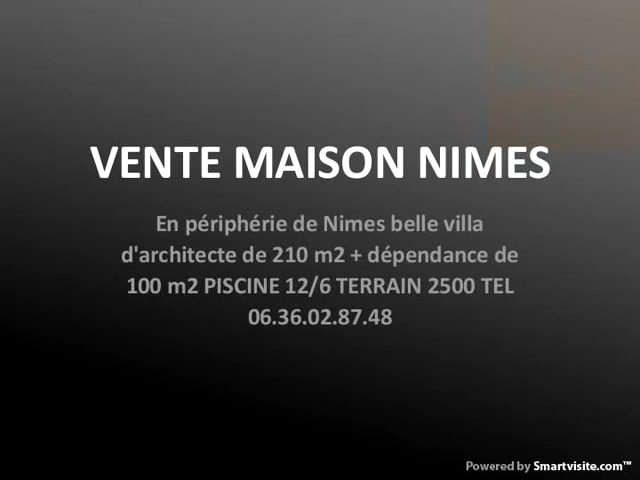 VENTE MAISON NIMES
En périphérie de Nimes belle villa
d'architecte de 210 m2 + dépendance de
100 m2 PISCINE 12/6 TERRAIN 2500 TEL
06.36.02.87.48
Powered by Smartvisite.com™